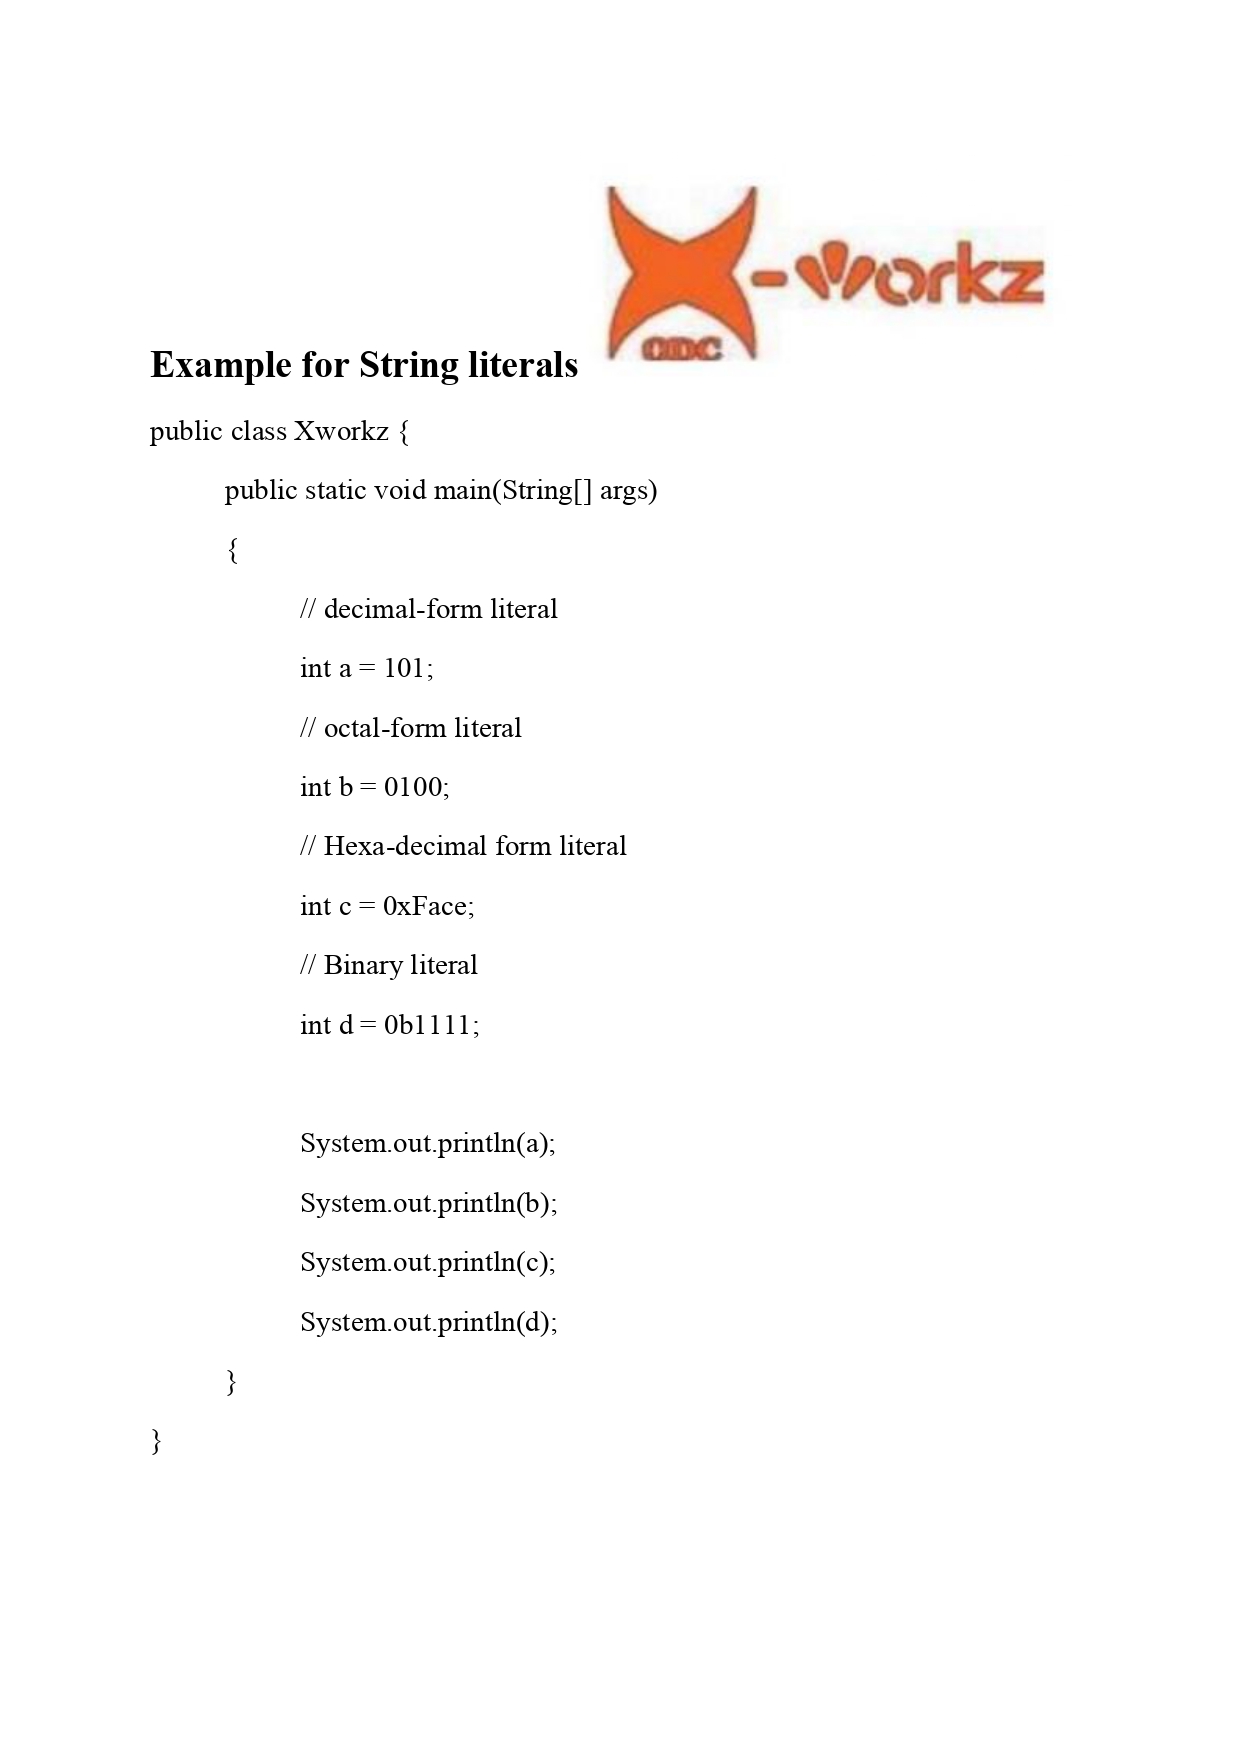 X-workz
ODC
Example for String literals
public class Xworkz {
public static void main(String[] args)
{
// decimal-form literal
int a = 101;
// octal-form literal
int b = 0100;
// Hexa-decimal form literal
int c = 0xFace;
// Binary literal
int d = 0b1111;
System.out.println(a);
System.out.println(b);
System.out.println(c);
System.out.println(d);
}
}